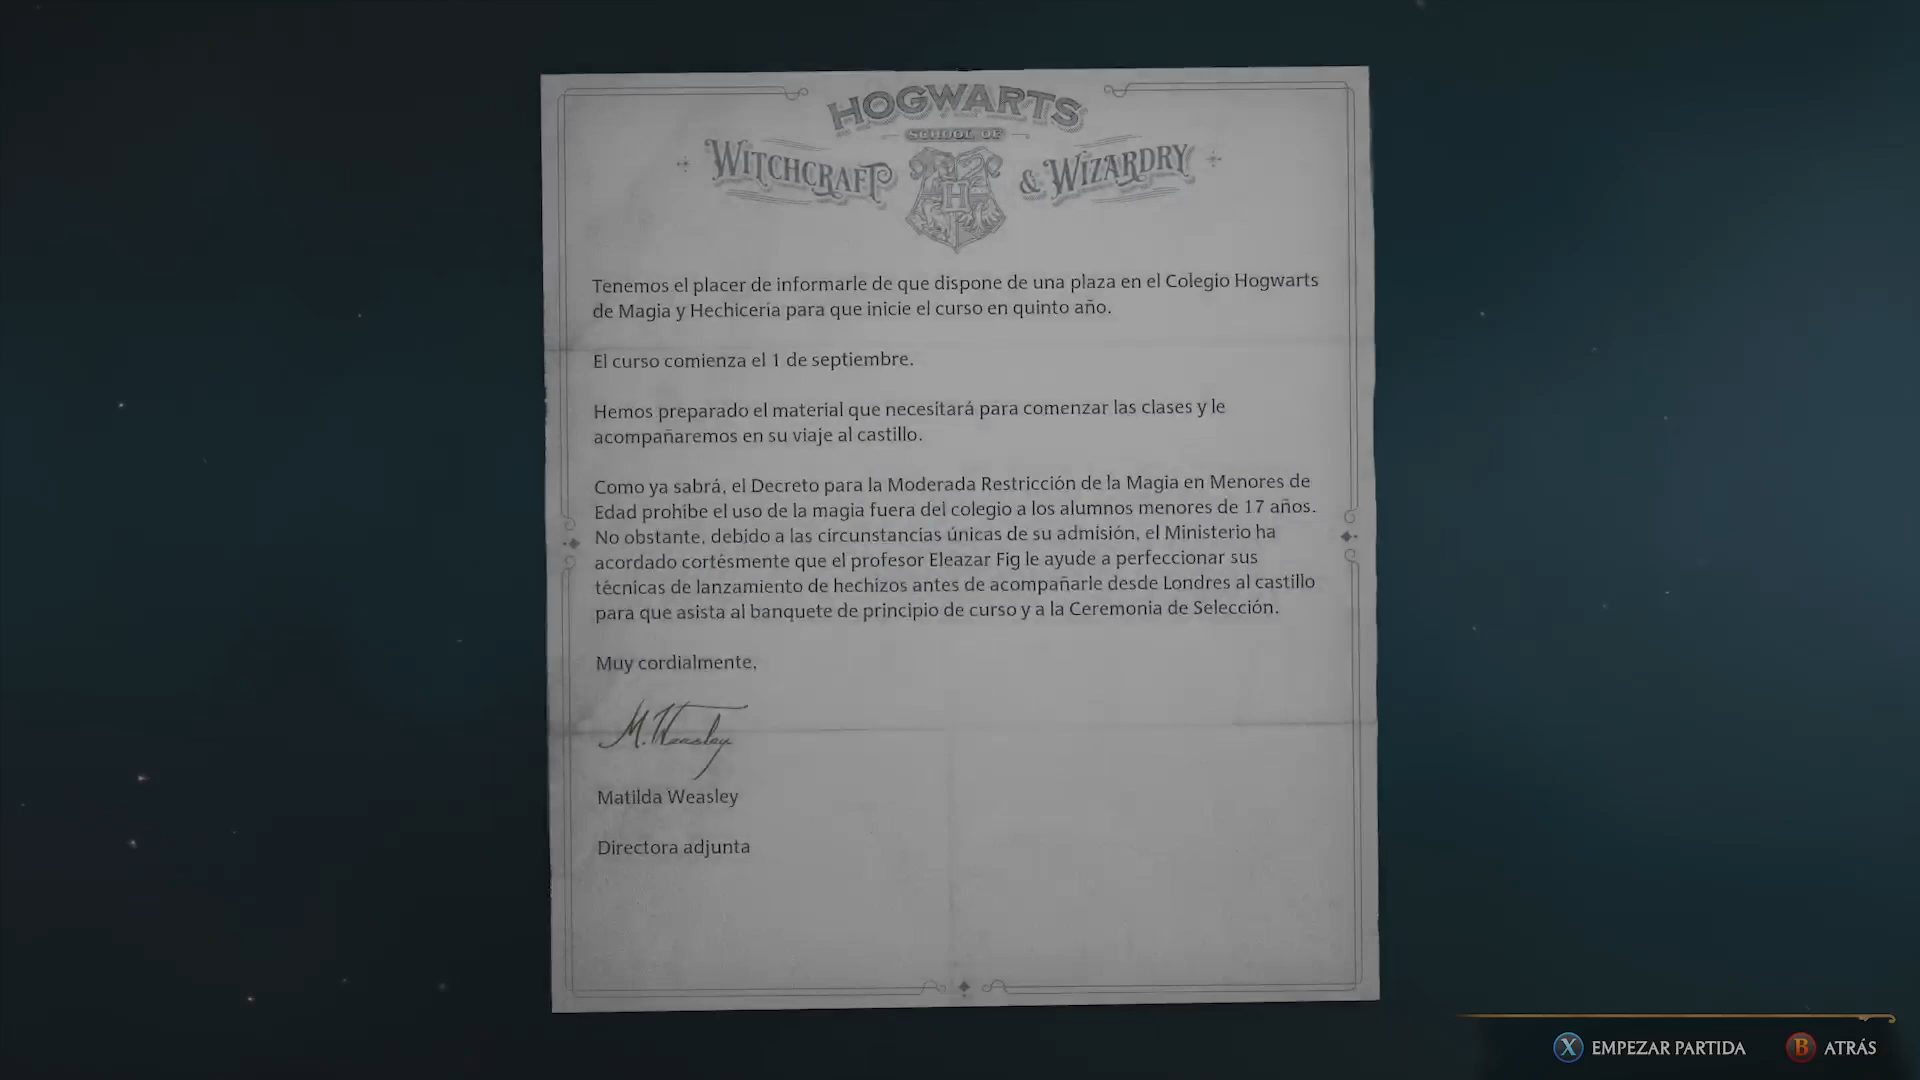 HOGWARTS
SCHOOL OF
WITCHCRAFT & WIZARDRY
H
Tenemos el placer de informarle de que dispone de una plaza en el Colegio Hogwarts
de Magia y Hechicería para que inicie el curso en quinto año.
El curso comienza el 1 de septiembre.
Hemos preparado el material que necesitará para comenzar las clases y le
acompañaremos en su viaje al castillo.
Como ya sabrá, el Decreto para la Moderada Restricción de la Magia en Menores de
Edad prohíbe el uso de la magia fuera del colegio a los alumnos menores de 17 años.
No obstante, debido a las circunstancias únicas de su admisión, el Ministerio ha
acordado cortésmente que el profesor Eleazar Fig le ayude a perfeccionar sus
técnicas de lanzamiento de hechizos antes de acompañarle desde Londres al castillo
para que asista al banquete de principio de curso y a la Ceremonia de Selección.
Muy cordialmente,
M. Weasley
Matilda Weasley
Directora adjunta
X EMPEZAR PARTIDA B ATRÁS